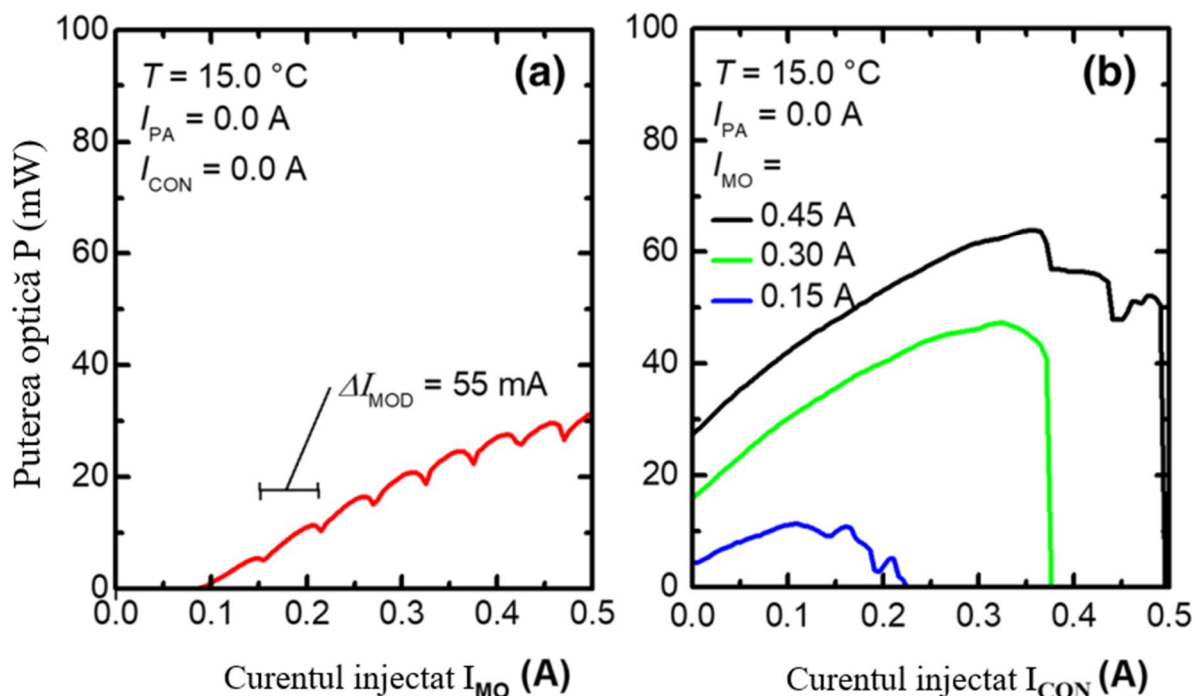 Puterea optică P (mW)
100
80
60
40
20
0
T = 15.0 °C
I_PA = 0.0 A
I_CON = 0.0 A
(a)
ΔI_MOD = 55 mA
0.0 0.1 0.2 0.3 0.4 0.5
Curentul injectat I_MO (A)
100
80
60
40
20
0
T = 15.0 °C
I_PA = 0.0 A
I_MO =
0.45 A
0.30 A
0.15 A
(b)
0.0 0.1 0.2 0.3 0.4 0.5
Curentul injectat I_CON (A)